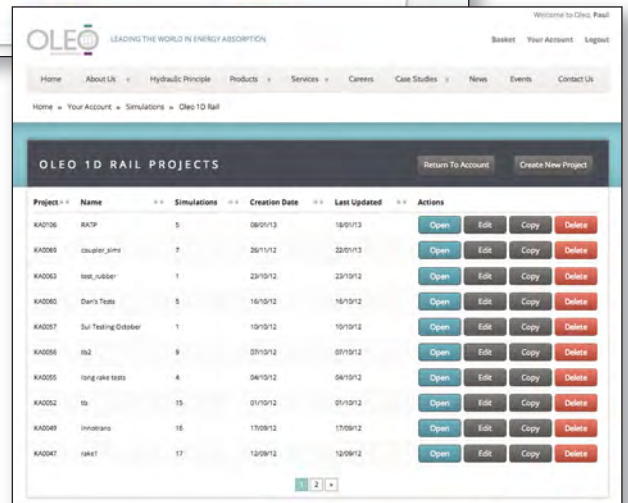 Welcome to Oleo, Paul
OLEO LEADING THE WORLD IN ENERGY ABSORPTION
Basket Your Account Logout
Home About Us Hydraulic Principle Products Services Careers Case Studies News Events Contact Us
Home » Your Account » Simulations » Oleo 1D Rail
OLEO 1D RAIL PROJECTS Return To Account Create New Project
Project Name Simulations Creation Date Last Updated Actions
KA0106 RATP 5 08/01/13 18/01/13 Open Edit Copy Delete
KA0069 coupler_sims 7 26/11/12 22/01/13 Open Edit Copy Delete
KA0063 test_rubber 1 23/10/12 23/10/12 Open Edit Copy Delete
KA0060 Dan's Tests 5 16/10/12 16/10/12 Open Edit Copy Delete
KA0057 Sui Testing October 1 10/10/12 10/10/12 Open Edit Copy Delete
KA0056 tb2 9 07/10/12 07/10/12 Open Edit Copy Delete
KA0055 long rake tests 4 04/10/12 04/10/12 Open Edit Copy Delete
KA0052 tb 15 01/10/12 01/10/12 Open Edit Copy Delete
KA0049 innotrans 16 17/09/12 17/09/12 Open Edit Copy Delete
KA0047 rake1 17 12/09/12 12/09/12 Open Edit Copy Delete
1 2 »